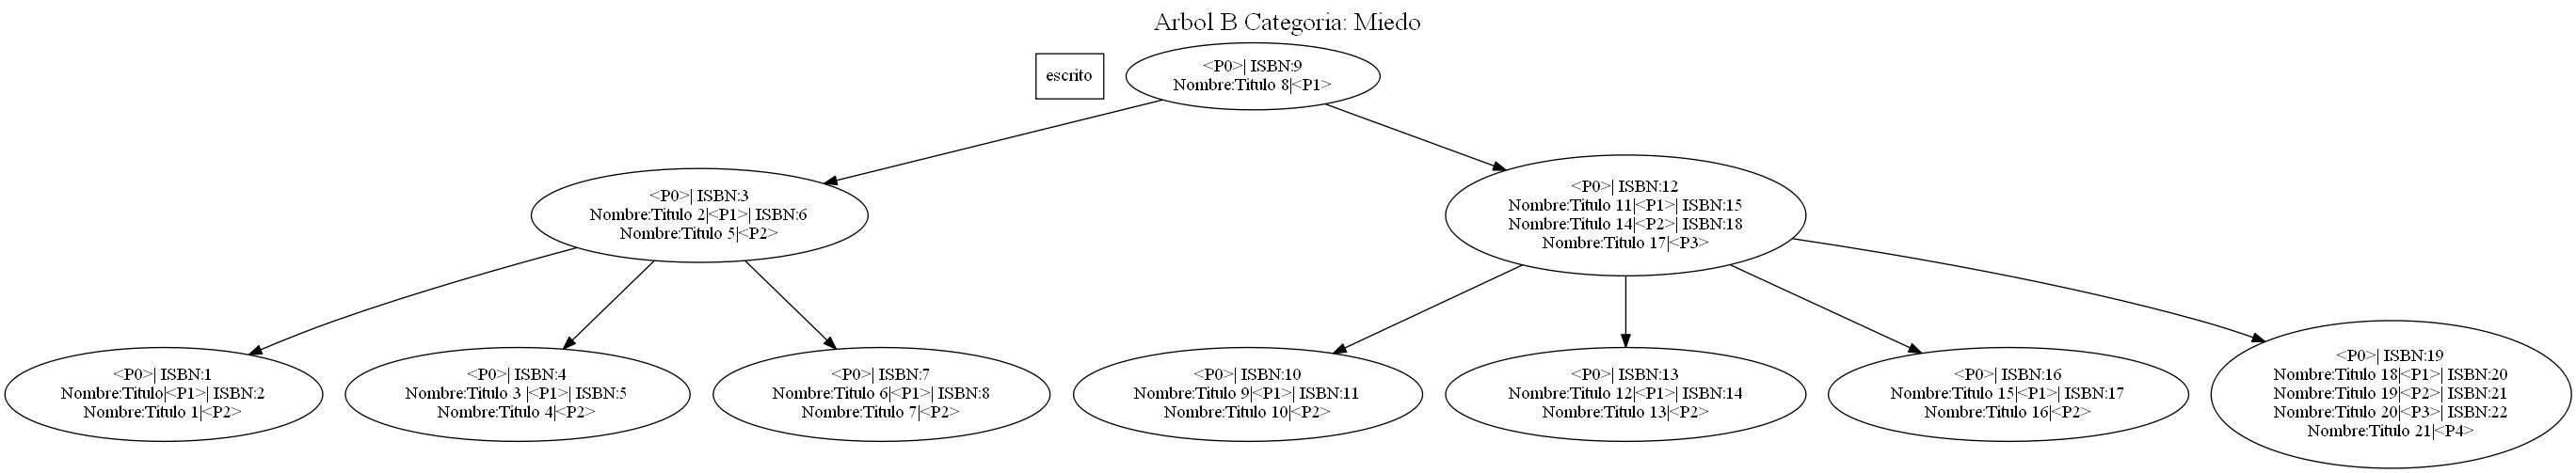 Arbol B Categoria: Miedo
escrito
<P0>| ISBN:9
Nombre:Titulo 8|<P1>
<P0>| ISBN:3
Nombre:Titulo 2|<P1>| ISBN:6
Nombre:Titulo 5|<P2>
<P0>| ISBN:12
Nombre:Titulo 11|<P1>| ISBN:15
Nombre:Titulo 14|<P2>| ISBN:18
Nombre:Titulo 17|<P3>
<P0>| ISBN:1
Nombre:Titulo|<P1>| ISBN:2
Nombre:Titulo 1|<P2>
<P0>| ISBN:4
Nombre:Titulo 3 |<P1>| ISBN:5
Nombre:Titulo 4|<P2>
<P0>| ISBN:7
Nombre:Titulo 6|<P1>| ISBN:8
Nombre:Titulo 7|<P2>
<P0>| ISBN:10
Nombre:Titulo 9|<P1>| ISBN:11
Nombre:Titulo 10|<P2>
<P0>| ISBN:13
Nombre:Titulo 12|<P1>| ISBN:14
Nombre:Titulo 13|<P2>
<P0>| ISBN:16
Nombre:Titulo 15|<P1>| ISBN:17
Nombre:Titulo 16|<P2>
<P0>| ISBN:19
Nombre:Titulo 18|<P1>| ISBN:20
Nombre:Titulo 19|<P2>| ISBN:21
Nombre:Titulo 20|<P3>| ISBN:22
Nombre:Titulo 21|<P4>